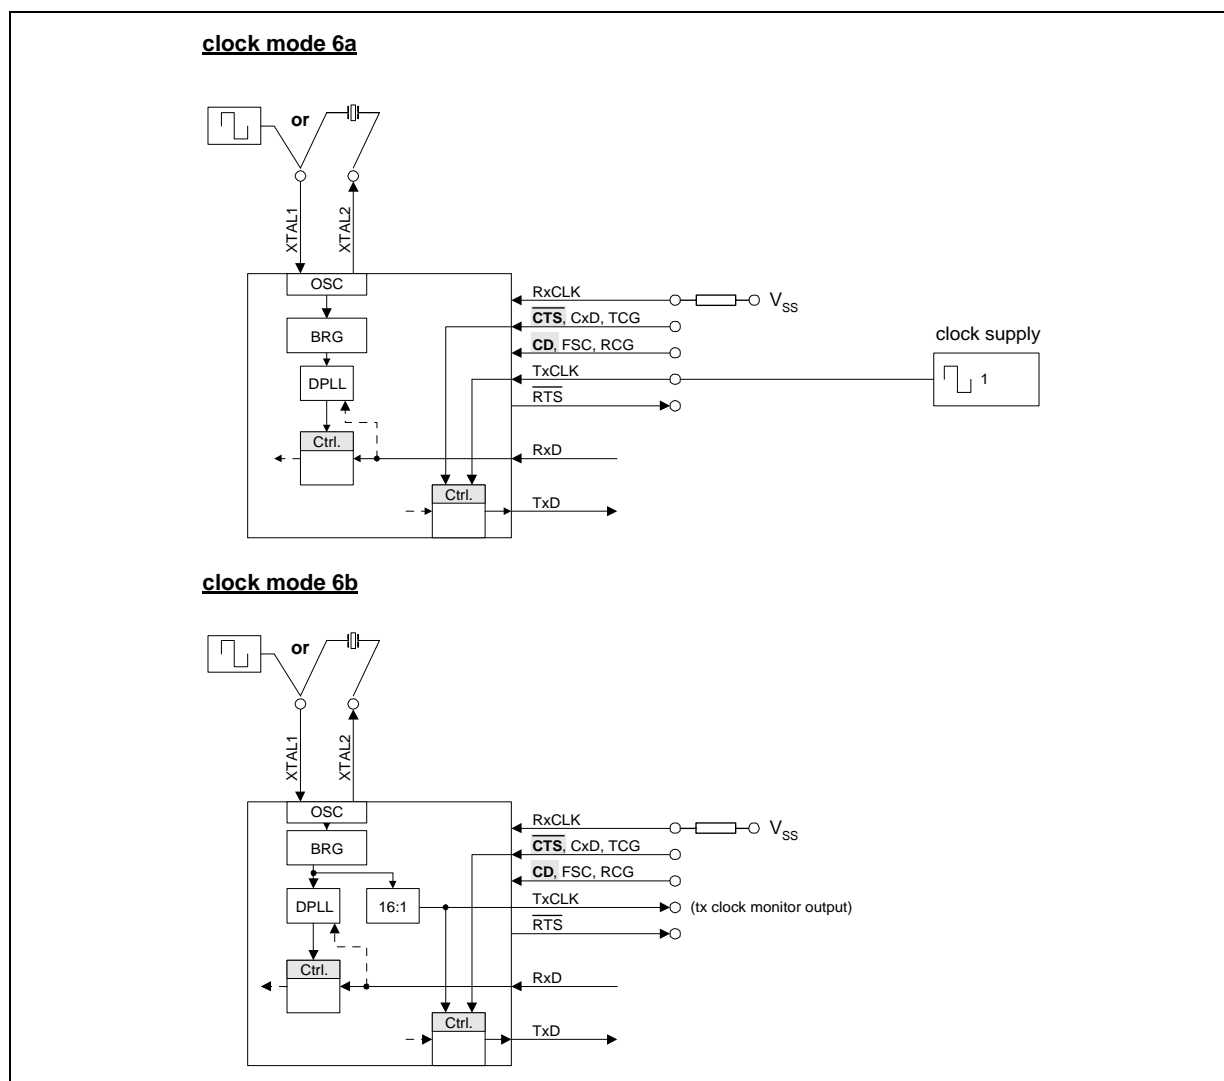 clock mode 6a
or
XTAL1
XTAL2
OSC
RxCLK
VSS
CTS, CxD, TCG
BRG
clock supply
CD, FSC, RCG
TxCLK
1
DPLL
RTS
Ctrl.
RxD
Ctrl.
TxD
clock mode 6b
or
XTAL1
XTAL2
OSC
RxCLK
VSS
CTS, CxD, TCG
BRG
CD, FSC, RCG
TxCLK
DPLL
16:1
(tx clock monitor output)
RTS
Ctrl.
RxD
Ctrl.
TxD